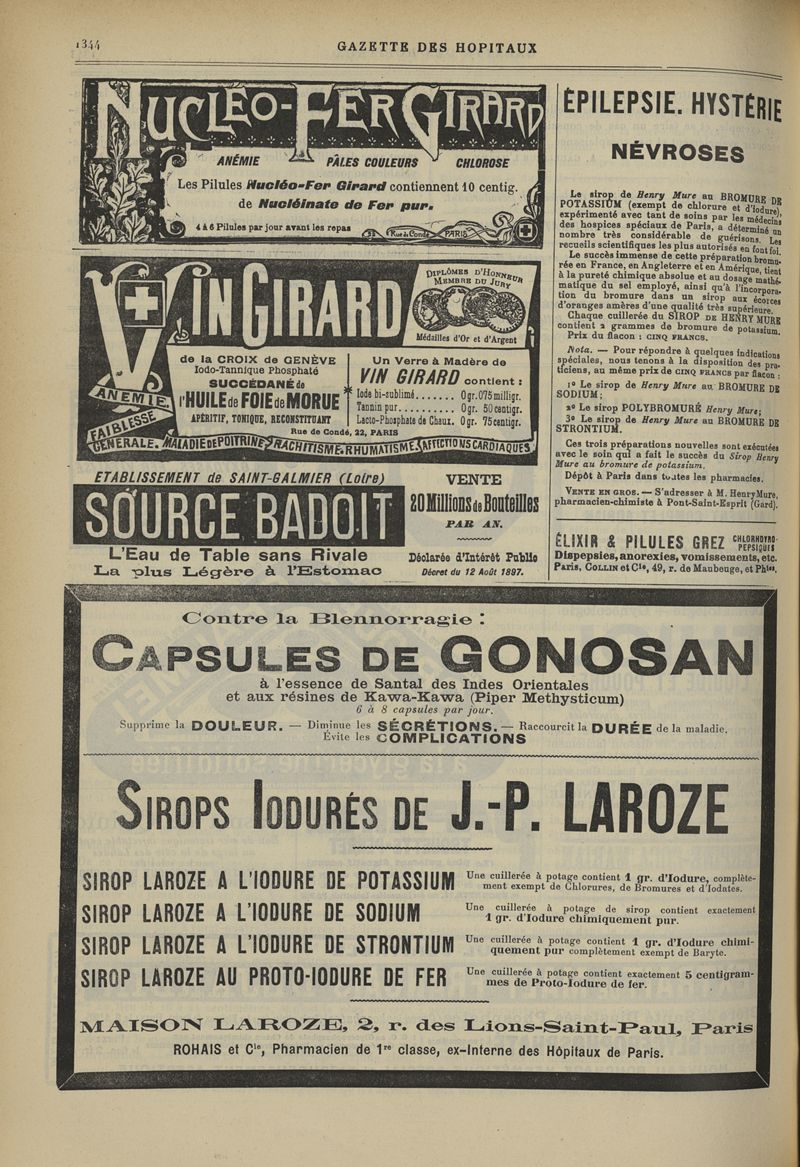 1344
GAZETTE DES HOPITAUX
NUCLÉO-FER GIRARD
ANÉMIE PÂLES COULEURS CHLOROSE
Les Pilules Nucléo-Fer Girard contiennent 10 centig.
de Nucléinate de Fer pur.
4 à 6 Pilules par jour avant les repas
22 Rue de Condé PARIS
VIN GIRARD
DIPLÔMES D'HONNEUR
MEMBRE DU JURY
Médailles d'Or et d'Argent
de la CROIX de GENÈVE
Iodo-Tannique Phosphaté
SUCCÉDANÉ de
l'HUILE de FOIE de MORUE
APÉRITIF, TONIQUE, RECONSTITUANT
Un Verre à Madère de
VIN GIRARD contient :
Iode bi-sublimé....... 0 gr. 075 milligr.
Tannin pur.......... 0 gr. 50 centigr.
Lacto-Phosphate de Chaux. 0 gr. 75 centigr.
Rue de Condé, 22, PARIS
ANEMIE,
FAIBLESSE
GÉNÉRALE. MALADIE DE POITRINE, RACHITISME, RHUMATISME, AFFECTIONS CARDIAQUES
ETABLISSEMENT de SAINT-GALMIER (Loire)
SOURCE BADOIT
L'Eau de Table sans Rivale
La plus Légère à l'Estomac
VENTE
20 Millions de Bouteilles
PAR AN.
Déclarée d'Intérêt Public
Décret du 12 Août 1897.
ÉPILEPSIE. HYSTÉRIE
NÉVROSES
Le sirop de Henry Mure au BROMURE DE
POTASSIUM (exempt de chlorure et d'iodure),
expérimenté avec tant de soins par les médecins
des hospices spéciaux de Paris, a déterminé un
nombre très considérable de guérisons. Les
recueils scientifiques les plus autorisés en font foi.
Le succès immense de cette préparation bromu-
rée en France, en Angleterre et en Amérique, tient
à la pureté chimique absolue et au dosage mathé-
matique du sel employé, ainsi qu'à l'incorpora-
tion du bromure dans un sirop aux écorces
d'oranges amères d'une qualité très supérieure.
Chaque cuillerée du SIROP DE HENRY MURE
contient 2 grammes de bromure de potassium.
Prix du flacon : CINQ FRANCS.
Nota. — Pour répondre à quelques indications
spéciales, nous tenons à la disposition des pra-
ticiens, au même prix de CINQ FRANCS par flacon :
1º Le sirop de Henry Mure au BROMURE DE
SODIUM;
2º Le sirop POLYBROMURÉ Henry Mure;
3º Le sirop de Henry Mure au BROMURE DE
STRONTIUM.
Ces trois préparations nouvelles sont exécutées
avec le soin qui a fait le succès du Sirop Henry
Mure au bromure de potassium.
Dépôt à Paris dans toutes les pharmacies.
VENTE EN GROS. — S'adresser à M. Henry Mure,
pharmacien-chimiste à Pont-Saint-Esprit (Gard).
ÉLIXIR & PILULES GREZ CHLORHYDRO-
PEPSIQUES
Dispepsies, anorexies, vomissements, etc.
Paris, COLLIN et Cie, 49, r. de Maubeuge, et Phies.
Contre la Blennorragie :
CAPSULES DE GONOSAN
à l'essence de Santal des Indes Orientales
et aux résines de Kawa-Kawa (Piper Methysticum)
6 à 8 capsules par jour.
Supprime la DOULEUR. — Diminue les SÉCRÉTIONS. — Raccourcit la DURÉE de la maladie.
Évite les COMPLICATIONS
SIROPS IODURÉS DE J.-P. LAROZE
SIROP LAROZE A L'IODURE DE POTASSIUM Une cuillerée à potage contient 1 gr. d'Iodure, complète-
ment exempt de Chlorures, de Bromures et d'Iodates.
SIROP LAROZE A L'IODURE DE SODIUM Une cuillerée à potage de sirop contient exactement
1 gr. d'Iodure chimiquement pur.
SIROP LAROZE A L'IODURE DE STRONTIUM Une cuillerée à potage contient 1 gr. d'Iodure chimi-
quement pur complètement exempt de Baryte.
SIROP LAROZE AU PROTO-IODURE DE FER Une cuillerée à potage contient exactement 5 centigram-
mes de Proto-Iodure de fer.
MAISON LAROZE, 2, r. des Lions-Saint-Paul, Paris
ROHAIS et Cie, Pharmacien de 1re classe, ex-Interne des Hôpitaux de Paris.